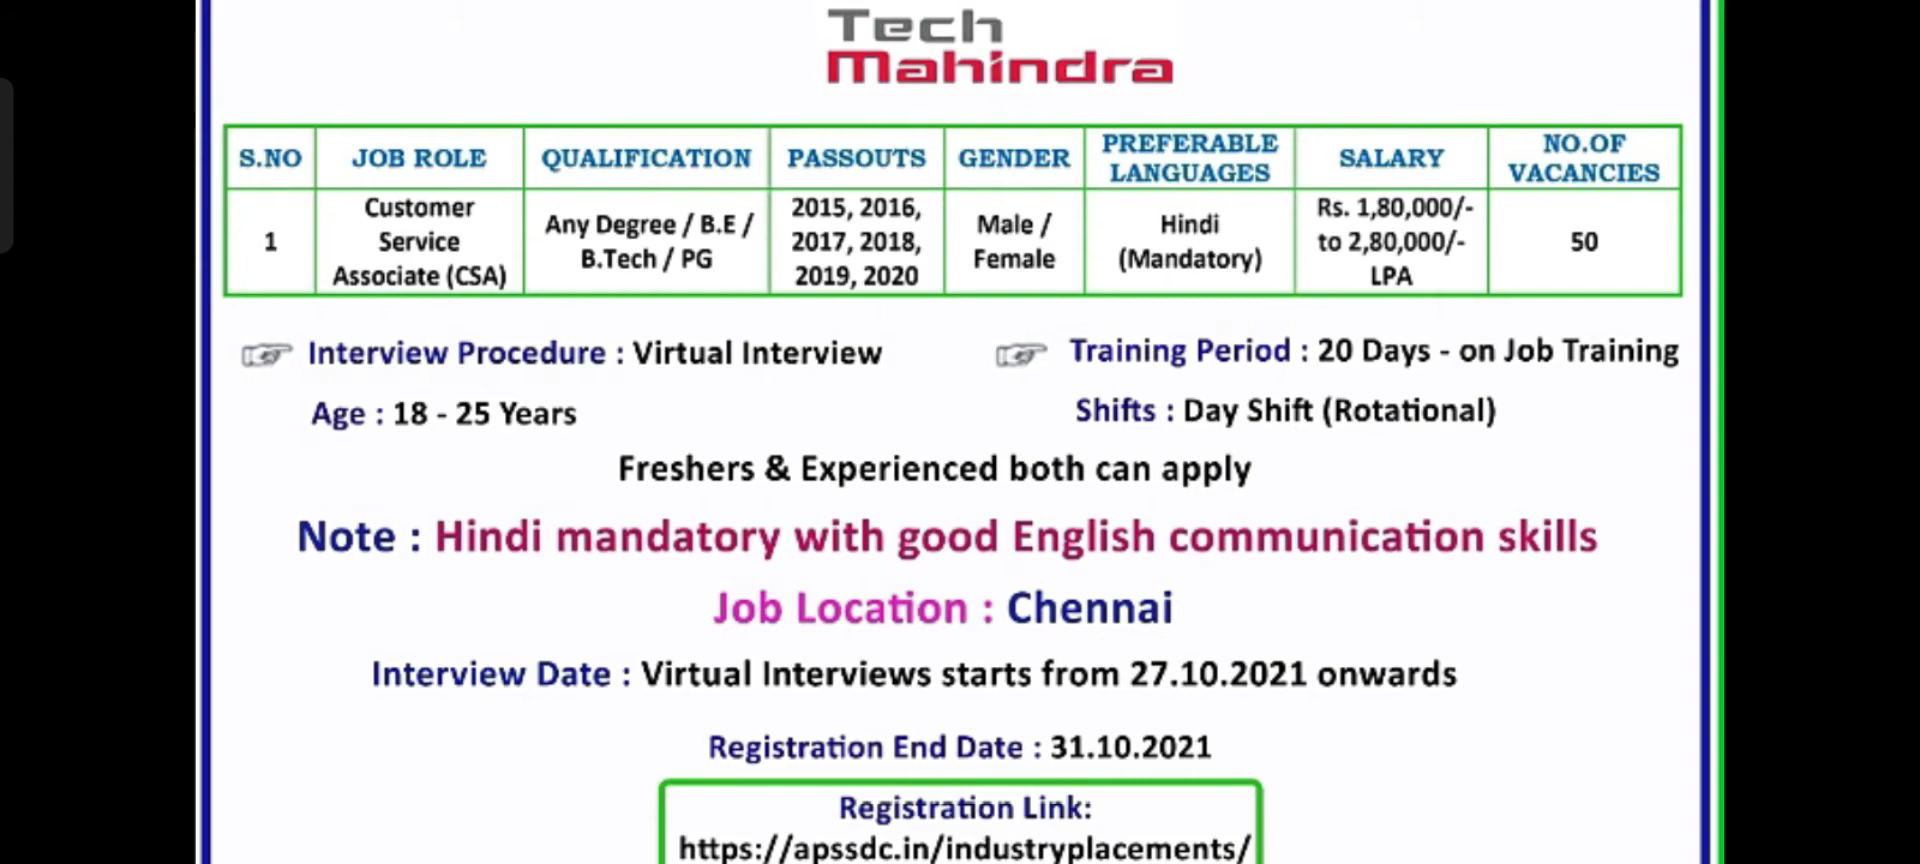 Tech
Mahindra
S.NO JOB ROLE QUALIFICATION PASSOUTS GENDER PREFERABLE LANGUAGES SALARY NO.OF VACANCIES
1 Customer Service Associate (CSA) Any Degree / B.E / B.Tech / PG 2015, 2016, 2017, 2018, 2019, 2020 Male / Female Hindi (Mandatory) Rs. 1,80,000/- to 2,80,000/- LPA 50
Interview Procedure : Virtual Interview
Training Period : 20 Days - on Job Training
Age : 18 - 25 Years
Shifts : Day Shift (Rotational)
Freshers & Experienced both can apply
Note : Hindi mandatory with good English communication skills
Job Location : Chennai
Interview Date : Virtual Interviews starts from 27.10.2021 onwards
Registration End Date : 31.10.2021
Registration Link:
https://apssdc.in/industryplacements/